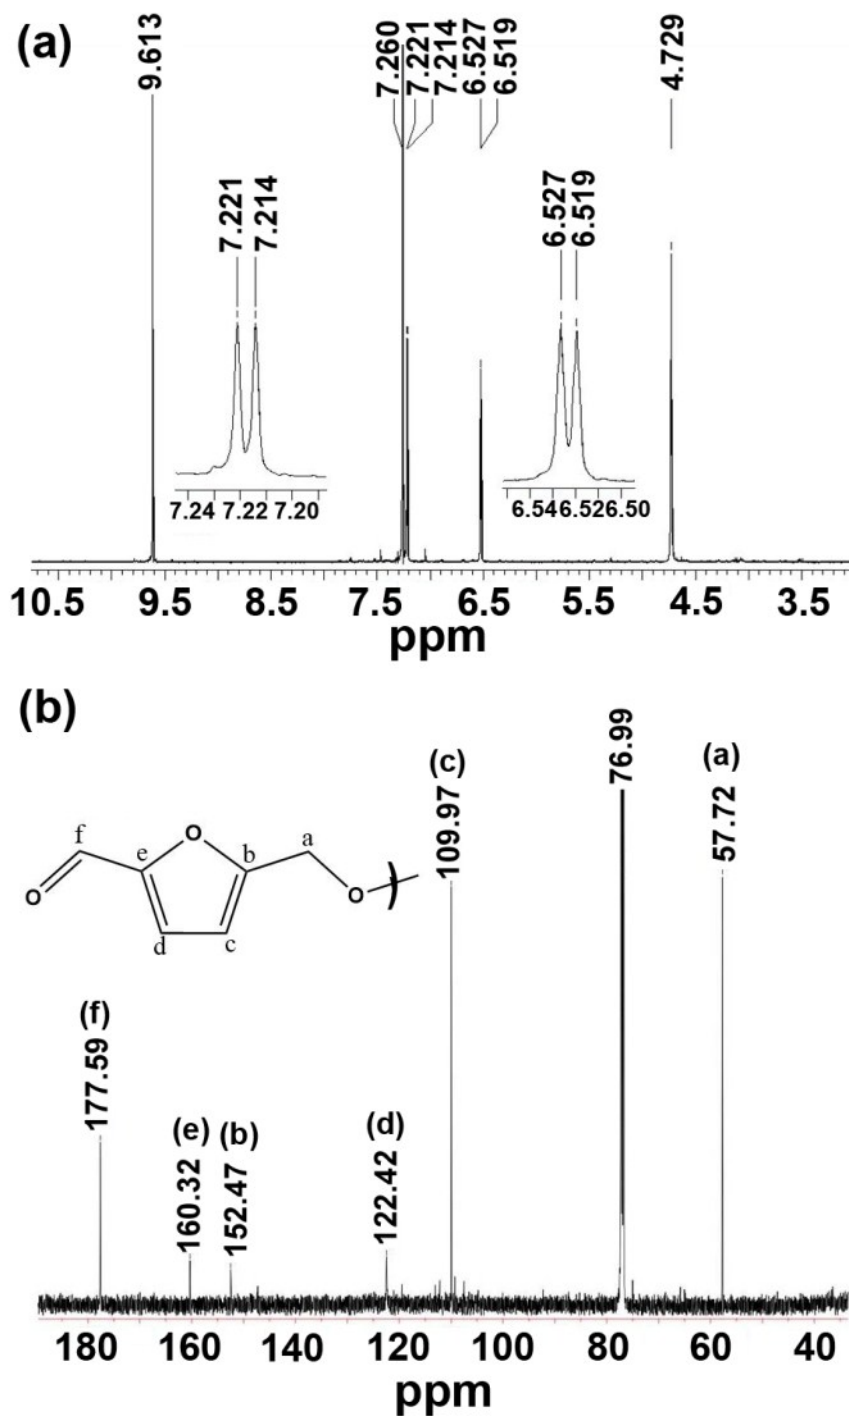 (a)
9.613
7.260
7.221
7.214
6.527
6.519
4.729
7.221
7.214
6.527
6.519
7.24 7.22 7.20
6.54 6.52 6.50
10.5 9.5 8.5 7.5 6.5 5.5 4.5 3.5
ppm
(b)
76.99
(c)
109.97
(a)
57.72
f
O
e
O
b
a
O
)
d
c
(f)
177.59
(e)
160.32
(b)
152.47
(d)
122.42
180 160 140 120 100 80 60 40
ppm